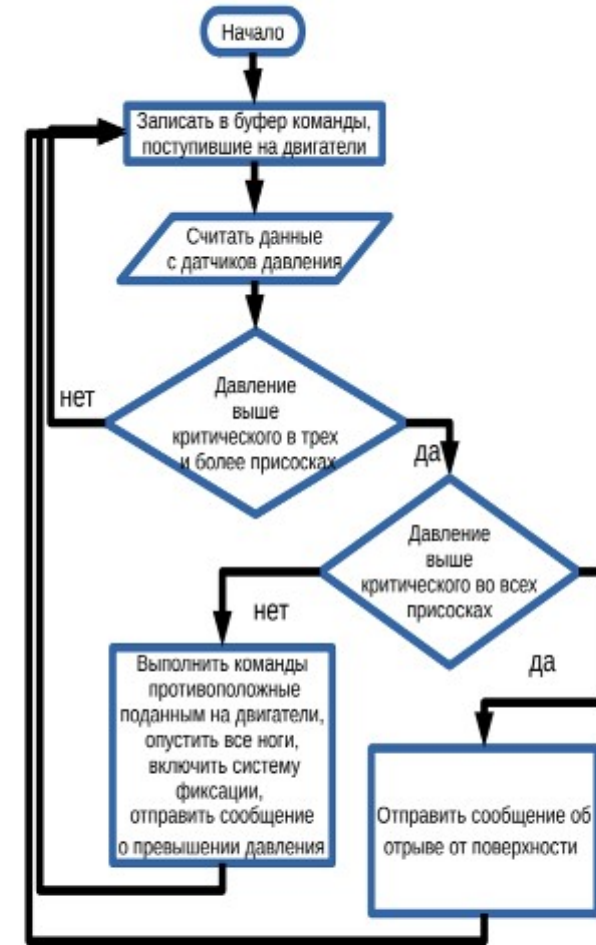 Начало
Записать в буфер команды,
поступившие на двигатели
Считать данные
с датчиков давления
Давление
выше
критического в трех
и более присосках
нет
да
Давление
выше
критического во всех
присосках
нет
да
Выполнить команды
противоположные
поданным на двигатели,
опустить все ноги,
включить систему
фиксации,
отправить сообщение
о превышении давления
Отправить сообщение об
отрыве от поверхности